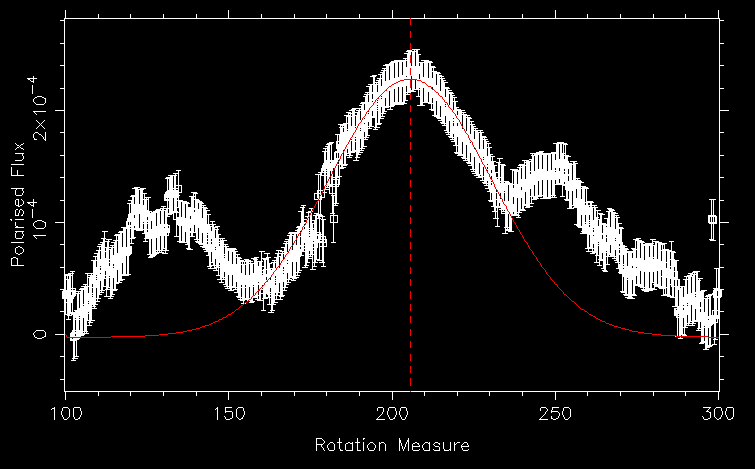 Polarised Flux
2×10⁻⁴
10⁻⁴
0
100 150 200 250 300
Rotation Measure